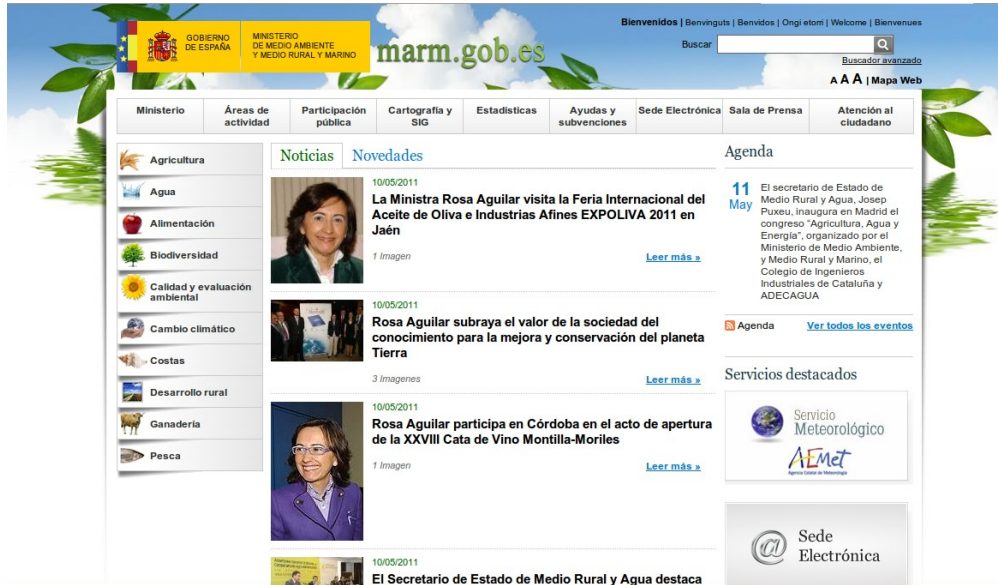 Bienvenidos | Benvinguts | Benvidos | Ongi etorri | Welcome | Bienvenues
GOBIERNO
DE ESPAÑA
MINISTERIO
DE MEDIO AMBIENTE
Y MEDIO RURAL Y MARINO
marm.gob.es
Buscar
Buscador avanzado
A A A | Mapa Web
Ministerio
Áreas de
actividad
Participación
pública
Cartografía y
SIG
Estadísticas
Ayudas y
subvenciones
Sede Electrónica
Sala de Prensa
Atención al
ciudadano
Agricultura
Agua
Alimentación
Biodiversidad
Calidad y evaluación
ambiental
Cambio climático
Costas
Desarrollo rural
Ganadería
Pesca
Noticias Novedades
10/05/2011
La Ministra Rosa Aguilar visita la Feria Internacional del
Aceite de Oliva e Industrias Afines EXPOLIVA 2011 en
Jaén
1 Imagen
Leer más »
10/05/2011
Rosa Aguilar subraya el valor de la sociedad del
conocimiento para la mejora y conservación del planeta
Tierra
3 Imagenes
Leer más »
10/05/2011
Rosa Aguilar participa en Córdoba en el acto de apertura
de la XXVIII Cata de Vino Montilla-Moriles
1 Imagen
Leer más »
10/05/2011
El Secretario de Estado de Medio Rural y Agua destaca
Agenda
11
May
El secretario de Estado de
Medio Rural y Agua, Josep
Puxeu, inaugura en Madrid el
congreso "Agricultura, Agua y
Energía", organizado por el
Ministerio de Medio Ambiente,
y Medio Rural y Marino, el
Colegio de Ingenieros
Industriales de Cataluña y
ADECAGUA
Agenda
Ver todos los eventos
Servicios destacados
Servicio
Meteorológico
AEMet
Agencia Estatal de Meteorología
@ Sede
Electrónica